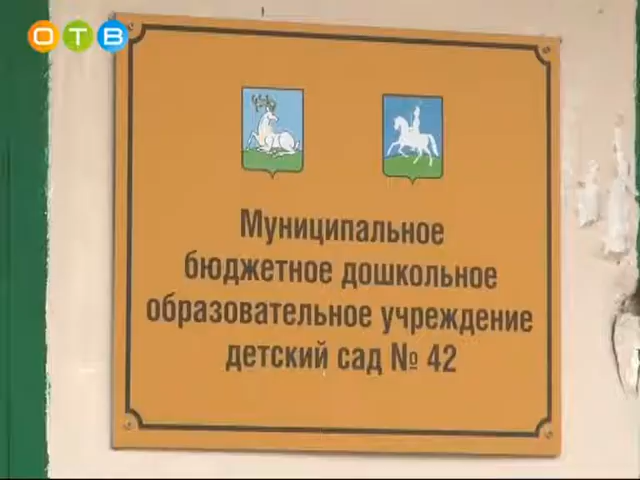 ОТВ
Муниципальное
бюджетное дошкольное
образовательное учреждение
детский сад № 42